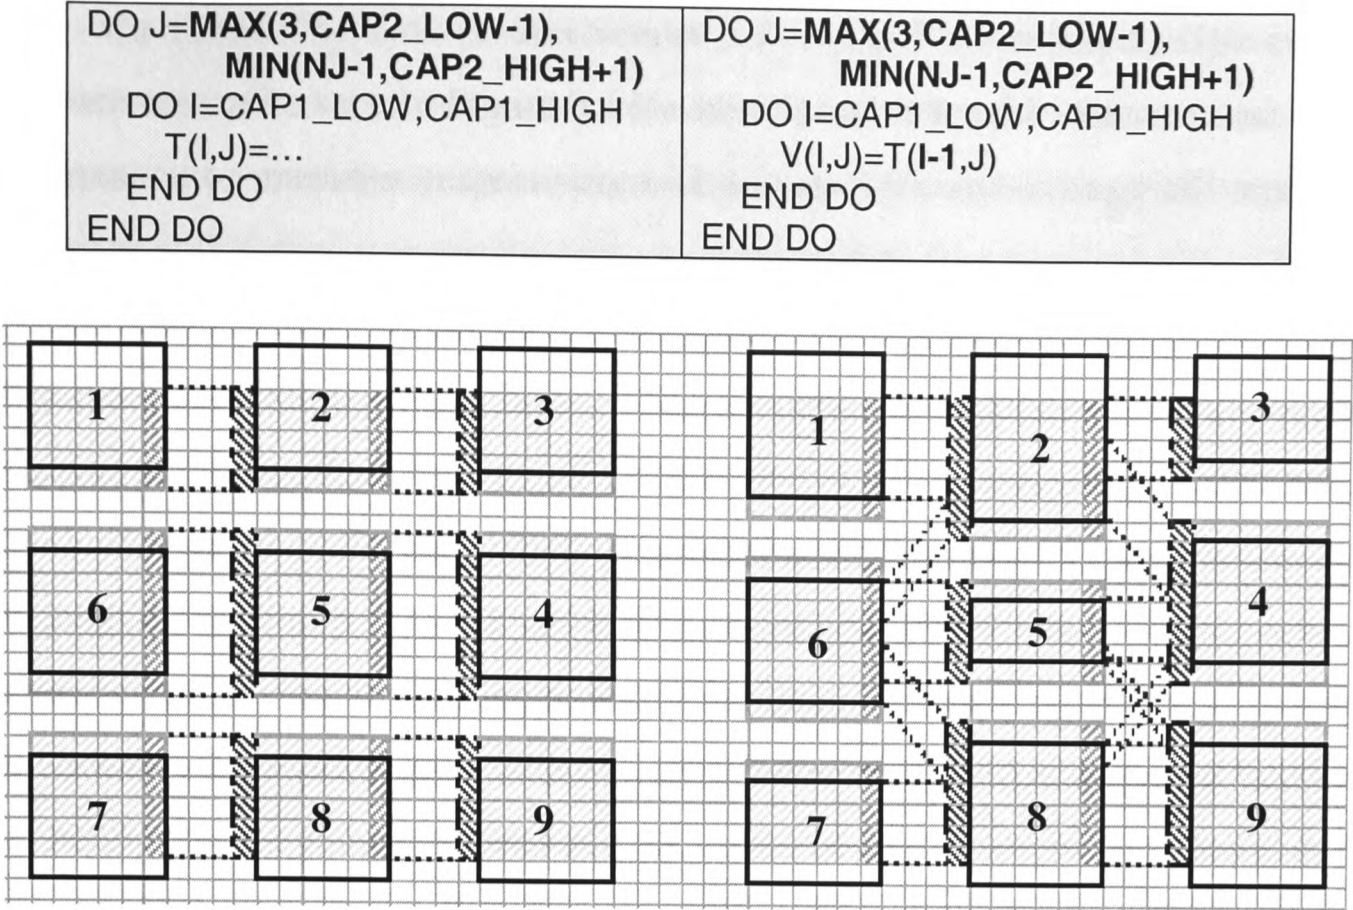 DO J=MAX(3,CAP2_LOW-1),
MIN(NJ-1,CAP2_HIGH+1)
DO I=CAP1_LOW,CAP1_HIGH
T(I,J)=...
END DO
END DO
DO J=MAX(3,CAP2_LOW-1),
MIN(NJ-1,CAP2_HIGH+1)
DO I=CAP1_LOW,CAP1_HIGH
V(I,J)=T(I-1,J)
END DO
END DO
1 2 3
6 5 4
7 8 9
1 2 3
6 5 4
7 8 9